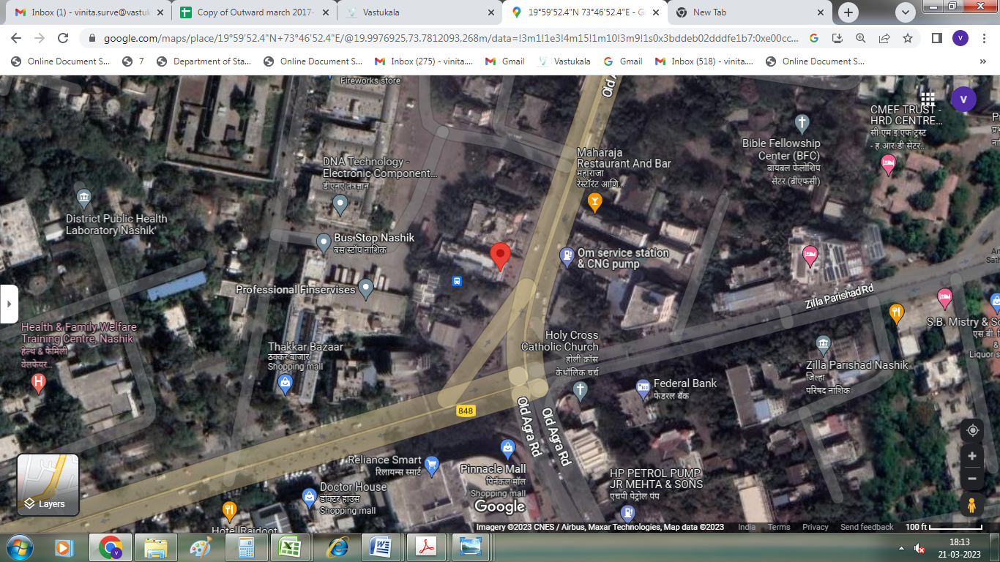 Inbox (1) - vinita.surve@vastuk
Copy of Outward march 2017-
Vastukala
19°59'52.4"N 73°46'52.4"E - G
New Tab
google.com/maps/place/19°59'52.4"N+73°46'52.4"E/@19.9976925,73.7812093,268m/data=!3m1!1e3!4m15!1m10!3m9!1s0x3bddeb02dddfe1b7:0xe00cc...
V
Online Document S...
7
Department of Sta...
Online Document S...
Inbox (275) - vinita....
Gmail
Vastukala
Gmail
Inbox (518) - vinita....
Online Document S...
»
Fireworks store
Old A
V
CMEF TRUST -
HRD CENTRE...
सी.एम.ड.एफ ट्रस्ट
- ह.आर.डी सेंटर...
Bible Fellowship
Center (BFC)
बायबल फेलोशिप
सेंटर (बीएफसी)
Maharaja
Restaurant And Bar
महाराजा
रेस्टॉरंट आणि...
DNA Technology -
Electronic Component...
डीएनए तंत्रज्ञान
District Public Health
Laboratory Nashik'
Bus Stop Nashik
बस स्टॉप नाशिक
Om service station
& CNG pump
Professional Finservises
Zilla Parishad Rd
S.B. Mistry & So
एस बी
&
Liquor s
Health & Family Welfare
Training Centre, Nashik
हेल्थ & फेमिली
वेलफेयर...
Thakkar Bazaar
ठक्कर बाजार
Shopping mall
Holy Cross
Catholic Church
होली क्रॉस
कॅथॉलिक चर्च
Zilla Parishad Nashik
जिल्हा
परिषद नाशिक
Federal Bank
फेडरल बँक
848
Old Agra Rd
Old Agra Rd
Reliance Smart
रिलायन्स स्मार्ट
Pinnacle Mall
पिनॅकल मॉल
Shopping mall
Doctor House
डॉक्टर हाउस
Shopping mall
HP PETROL PUMP
JR MEHTA & SONS
एचपी पेट्रोल पंप
Hotel Rajdoot
Layers
Google
Imagery ©2023 CNES / Airbus, Maxar Technologies, Map data ©2023
India
Terms
Privacy
Send feedback
100 ft
18:13
21-03-2023